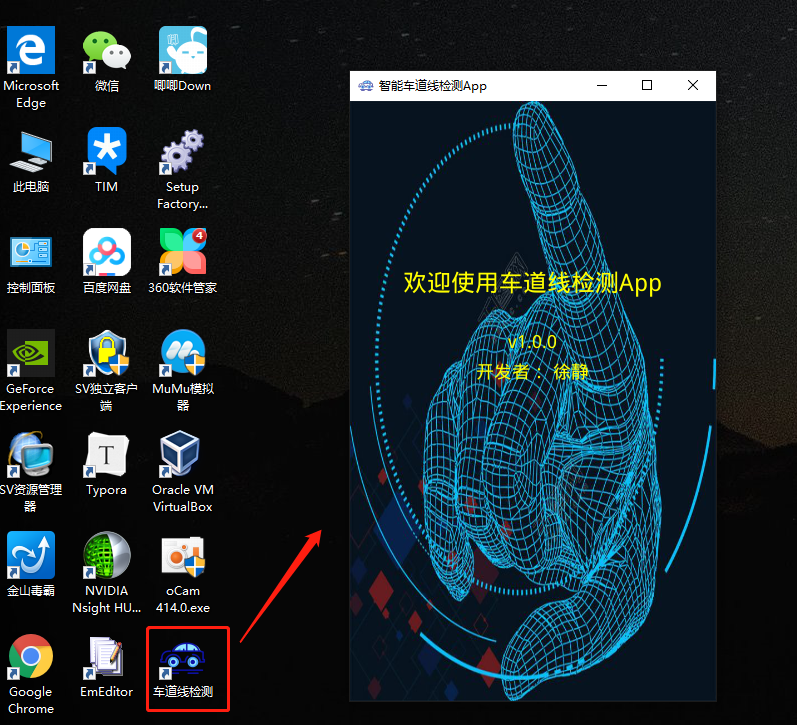 Microsoft
Edge
微信
唧唧Down
此电脑
TIM
Setup
Factory...
控制面板
百度网盘
4
360软件管家
GeForce
Experience
SV独立客户
端
MuMu模拟
器
SV资源管理
器
T
Typora
Oracle VM
VirtualBox
金山毒霸
NVIDIA
Nsight HU...
oCam
414.0.exe
Google
Chrome
EmEditor
车道线检测
智能车道线检测App
欢迎使用车道线检测App
v1.0.0
开发者： 徐静